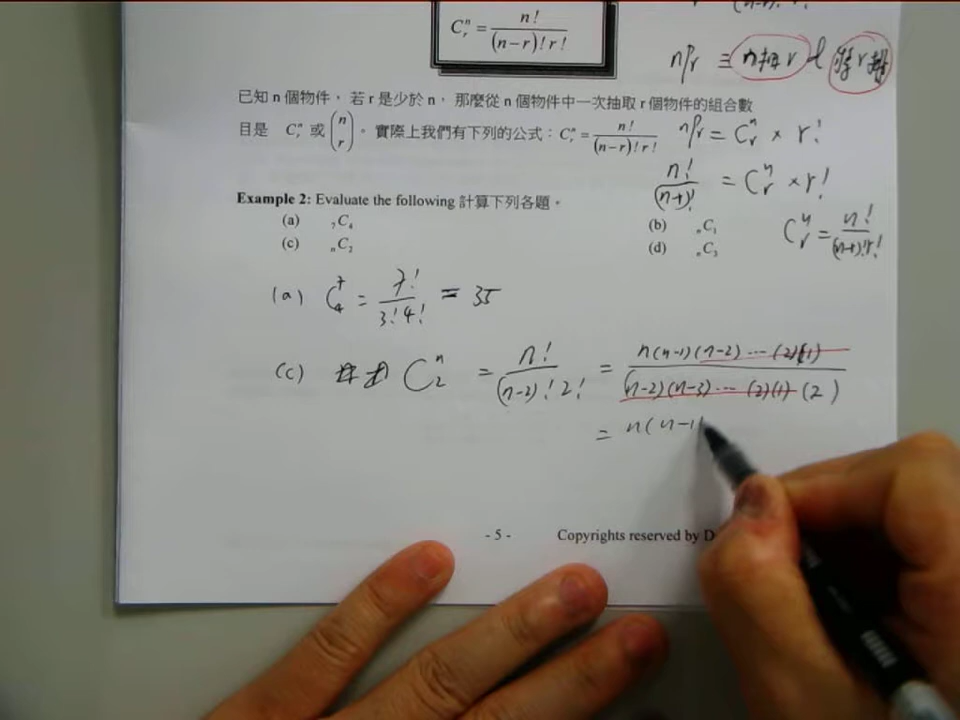 C^n_r = n! / (n-r)! r!
nPr ≡ n抽r
已知 n 個物件，若 r 是少於 n，那麼從 n 個物件中一次抽取 r 個物件的組合數
目是 C^n_r 或 (n r)。實際上我們有下列的公式：C^n_r = n! / (n-r)! r!
nPr = C^n_r × r!
n! / (n-r)! = C^n_r × r!
C^n_r = n! / (n-r)! r!
Example 2: Evaluate the following 計算下列各題。
(a) ₇C₄ (b) ₙC₁
(c) ₙC₂ (d) ₙC₃
(a) C^7_4 = 7! / 3! 4! = 35
(c) C^n_2 = n! / (n-2)! 2! = n(n-1)(n-2) ... (2)(1) / (n-2)(n-3) ... (2)(1) (2)
= n(n-1)
- 5 - Copyrights reserved by D